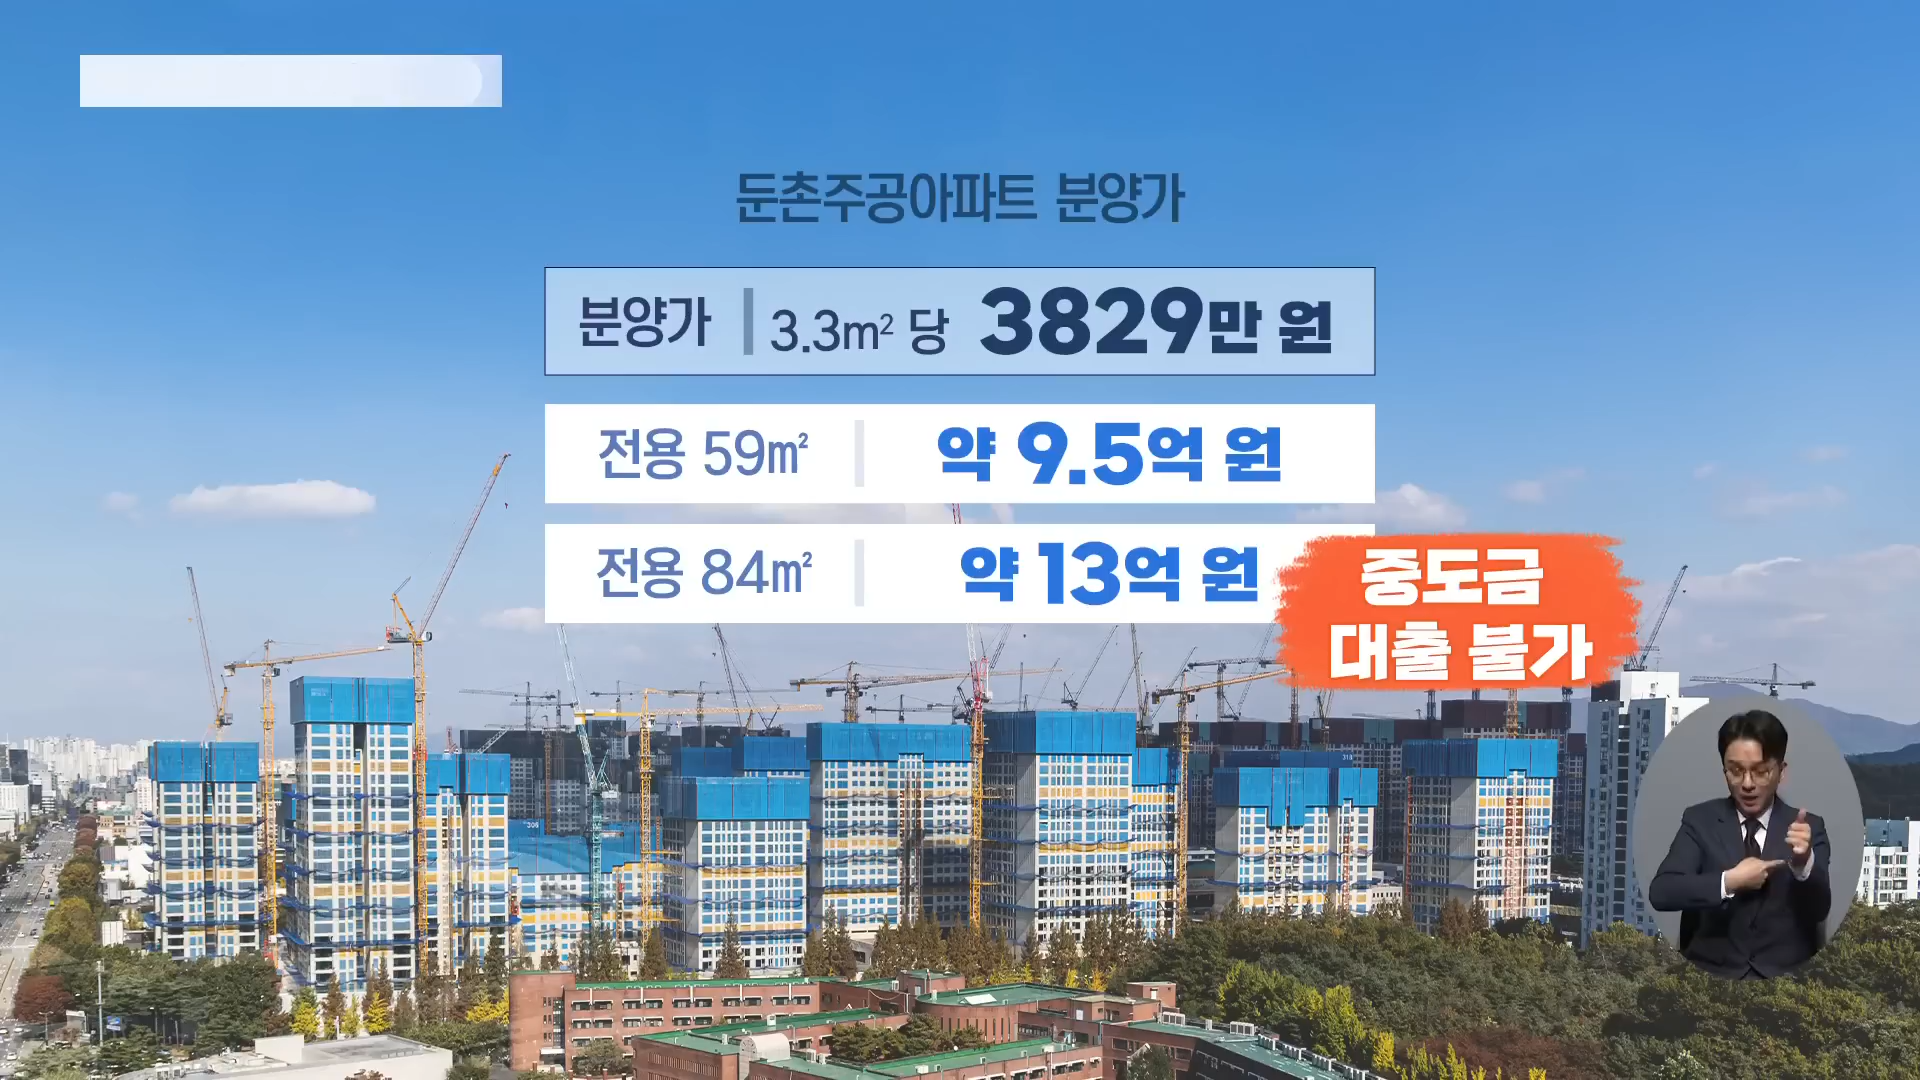 둔촌주공아파트 분양가
분양가 3.3m² 당 3829만 원
전용 59㎡ 약 9.5억 원
전용 84㎡ 약 13억 원
중도금
대출 불가
306
318